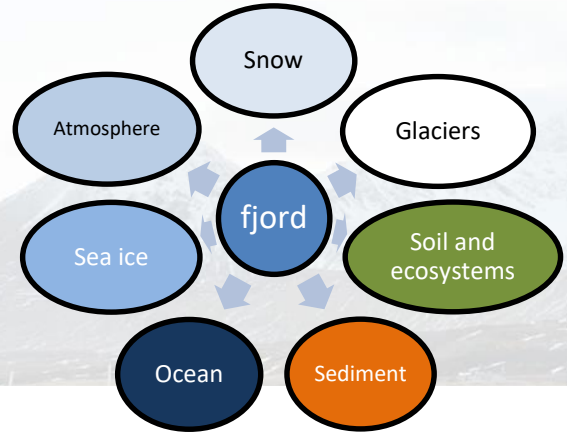 Snow
Atmosphere
Glaciers
fjord
Sea ice
Soil and
ecosystems
Ocean
Sediment